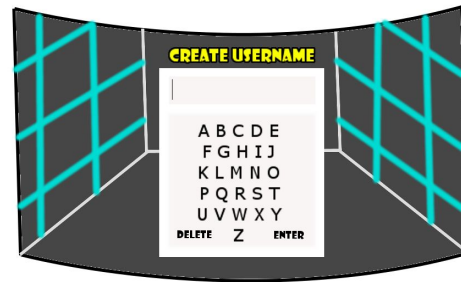 CREATE USERNAME
A B C D E
F G H I J
K L M N O
P Q R S T
U V W X Y
DELETE Z ENTER